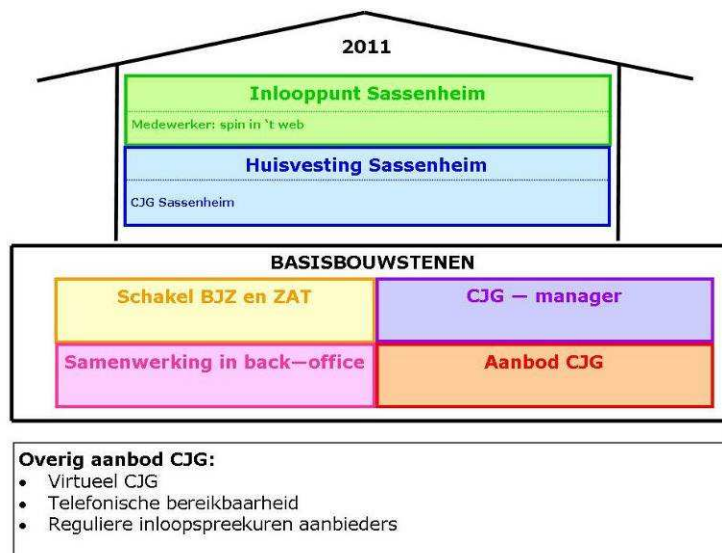 2011
Inlooppunt Sassenheim
Medewerker: spin in ‘t web
Huisvesting Sassenheim
CJG Sassenheim
BASISBOUWSTENEN
Schakel BJZ en ZAT
CJG — manager
Samenwerking in back—office
Aanbod CJG
Overig aanbod CJG:
• Virtueel CJG
• Telefonische bereikbaarheid
• Reguliere inloopspreekuren aanbieders